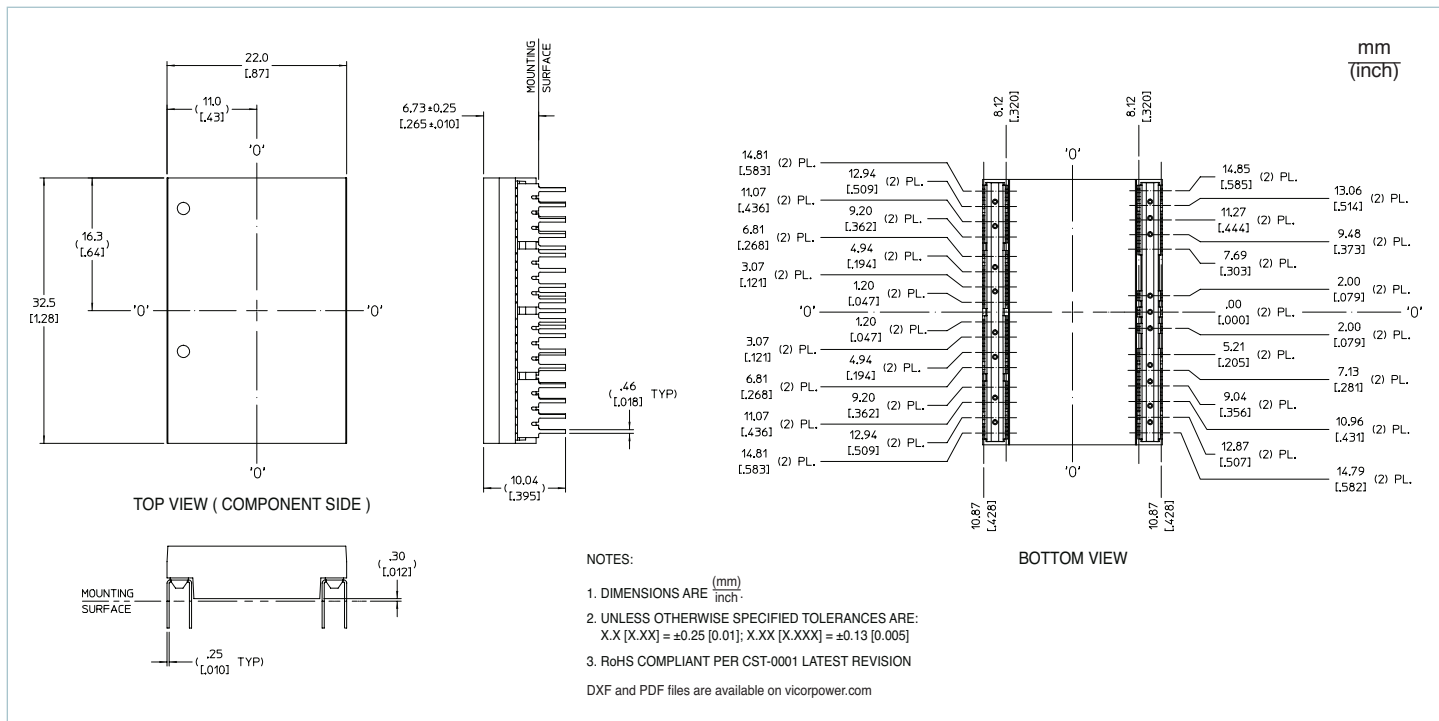 22.0
[.87]
(11.0
[.43])
'0'
16.3
(.64])
32.5
[1.28]
'0'
'0'
'0'
TOP VIEW ( COMPONENT SIDE )
MOUNTING
SURFACE
6.73 ±0.25
[.265±.010]
(.46
[.018] TYP)
(10.04
[.395])
MOUNTING
SURFACE
(.30
[.012])
(.25
[.010] TYP)
mm
(inch)
8.12
[.320]
8.12
[.320]
'0'
14.81
[.583] (2) PL.
12.94
[.509] (2) PL.
11.07
[.436] (2) PL.
9.20
[.362] (2) PL.
6.81
[.268] (2) PL.
4.94
[.194] (2) PL.
3.07
[.121] (2) PL.
1.20
[.047] (2) PL.
'0'
1.20
[.047] (2) PL.
3.07
[.121] (2) PL.
4.94
[.194] (2) PL.
6.81
[.268] (2) PL.
9.20
[.362] (2) PL.
11.07
[.436] (2) PL.
12.94
[.509] (2) PL.
14.81
[.583] (2) PL.
14.85
[.585] (2) PL.
13.06
[.514] (2) PL.
11.27
[.444] (2) PL.
9.48
[.373] (2) PL.
7.69
[.303] (2) PL.
2.00
[.079] (2) PL.
.00
[.000] (2) PL.
'0'
2.00
[.079] (2) PL.
5.21
[.205] (2) PL.
7.13
[.281] (2) PL.
9.04
[.356] (2) PL.
10.96
[.431] (2) PL.
12.87
[.507] (2) PL.
14.79
[.582] (2) PL.
'0'
10.87
[.428]
10.87
[.428]
BOTTOM VIEW
NOTES:
1. DIMENSIONS ARE (mm)
inch.
2. UNLESS OTHERWISE SPECIFIED TOLERANCES ARE:
X.X [X.XX] = ±0.25 [0.01]; X.XX [X.XXX] = ±0.13 [0.005]
3. RoHS COMPLIANT PER CST-0001 LATEST REVISION
DXF and PDF files are available on vicorpower.com